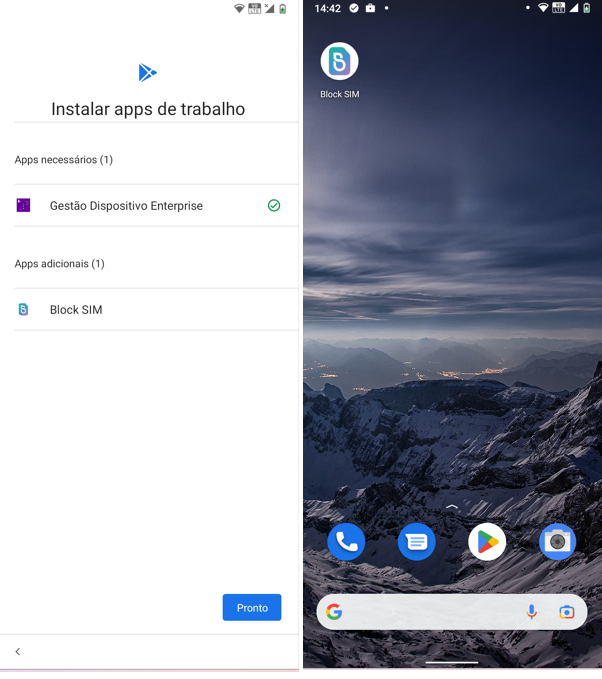 Instalar apps de trabalho
Apps necessários (1)
Gestão Dispositivo Enterprise
Apps adicionais (1)
Block SIM
Pronto
14:42
Block SIM